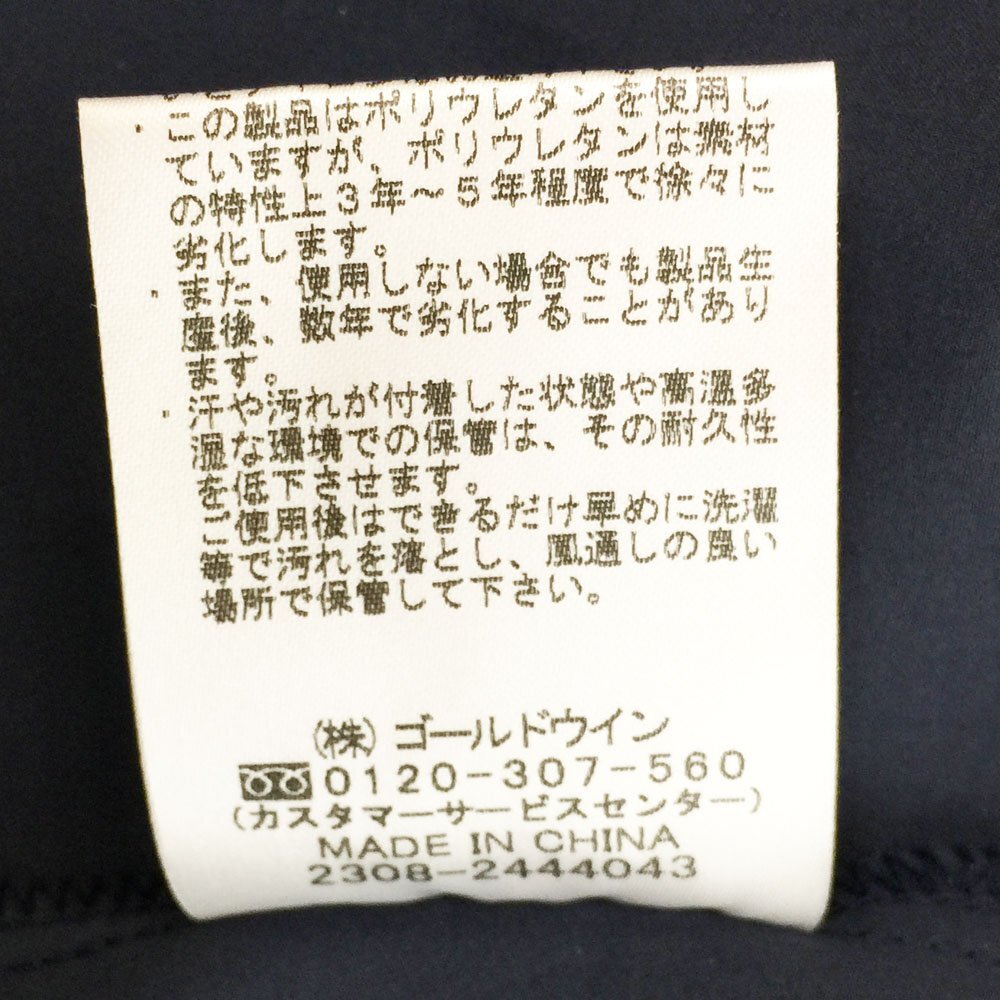 この製品はポリウレタンを使用し
ていますが、ポリウレタンは素材
の特性上3年～5年程度で徐々に
劣化します。
また、使用しない場合でも製品生
産後、数年で劣化することがあり
ます。
・汗や汚れが付着した状態や高温多
湿な環境での保管は、その耐久性
を低下させます。
ご使用後はできるだけ早めに洗濯
等で汚れを落とし、風通しの良い
場所で保管して下さい。
(株)ゴールドウイン
0120-307-560
(カスタマーサービスセンター)
MADE IN CHINA
2308-2444043